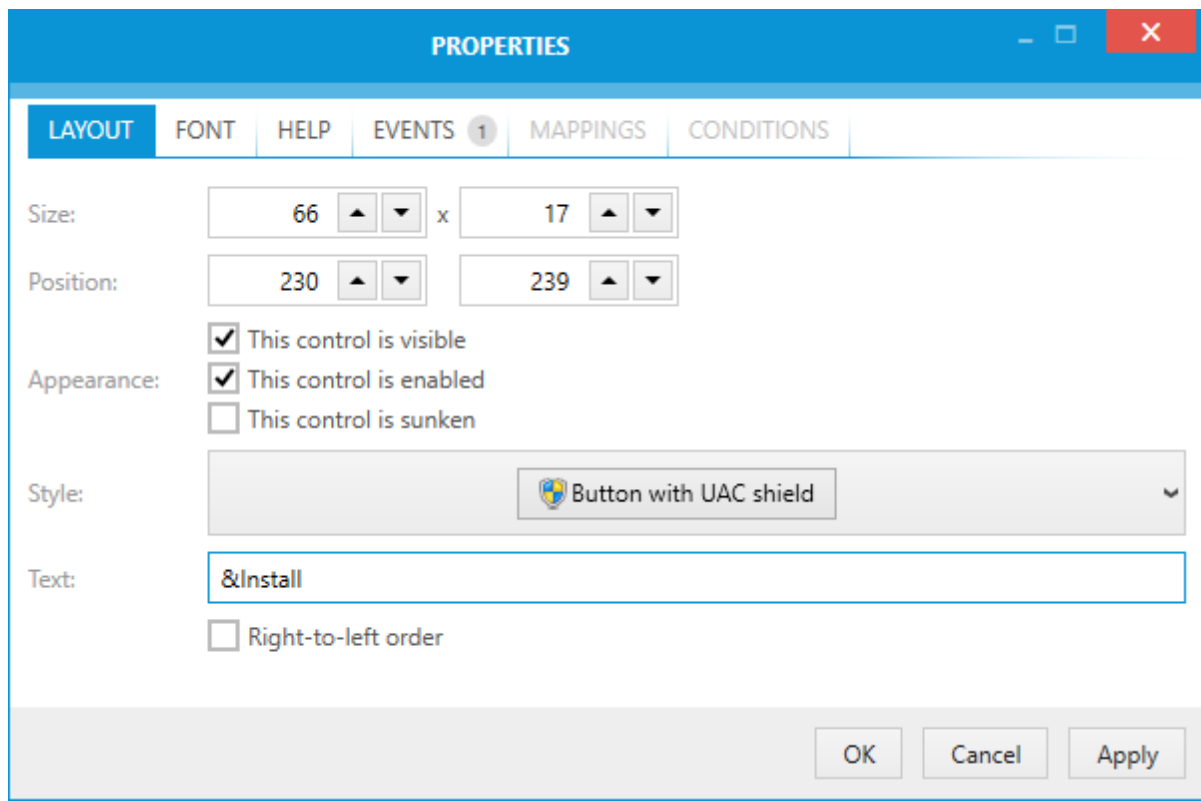 PROPERTIES
LAYOUT FONT HELP EVENTS 1 MAPPINGS CONDITIONS
Size: 66 x 17
Position: 230 239
This control is visible
Appearance: This control is enabled
This control is sunken
Style: Button with UAC shield
Text: &Install
Right-to-left order
OK Cancel Apply